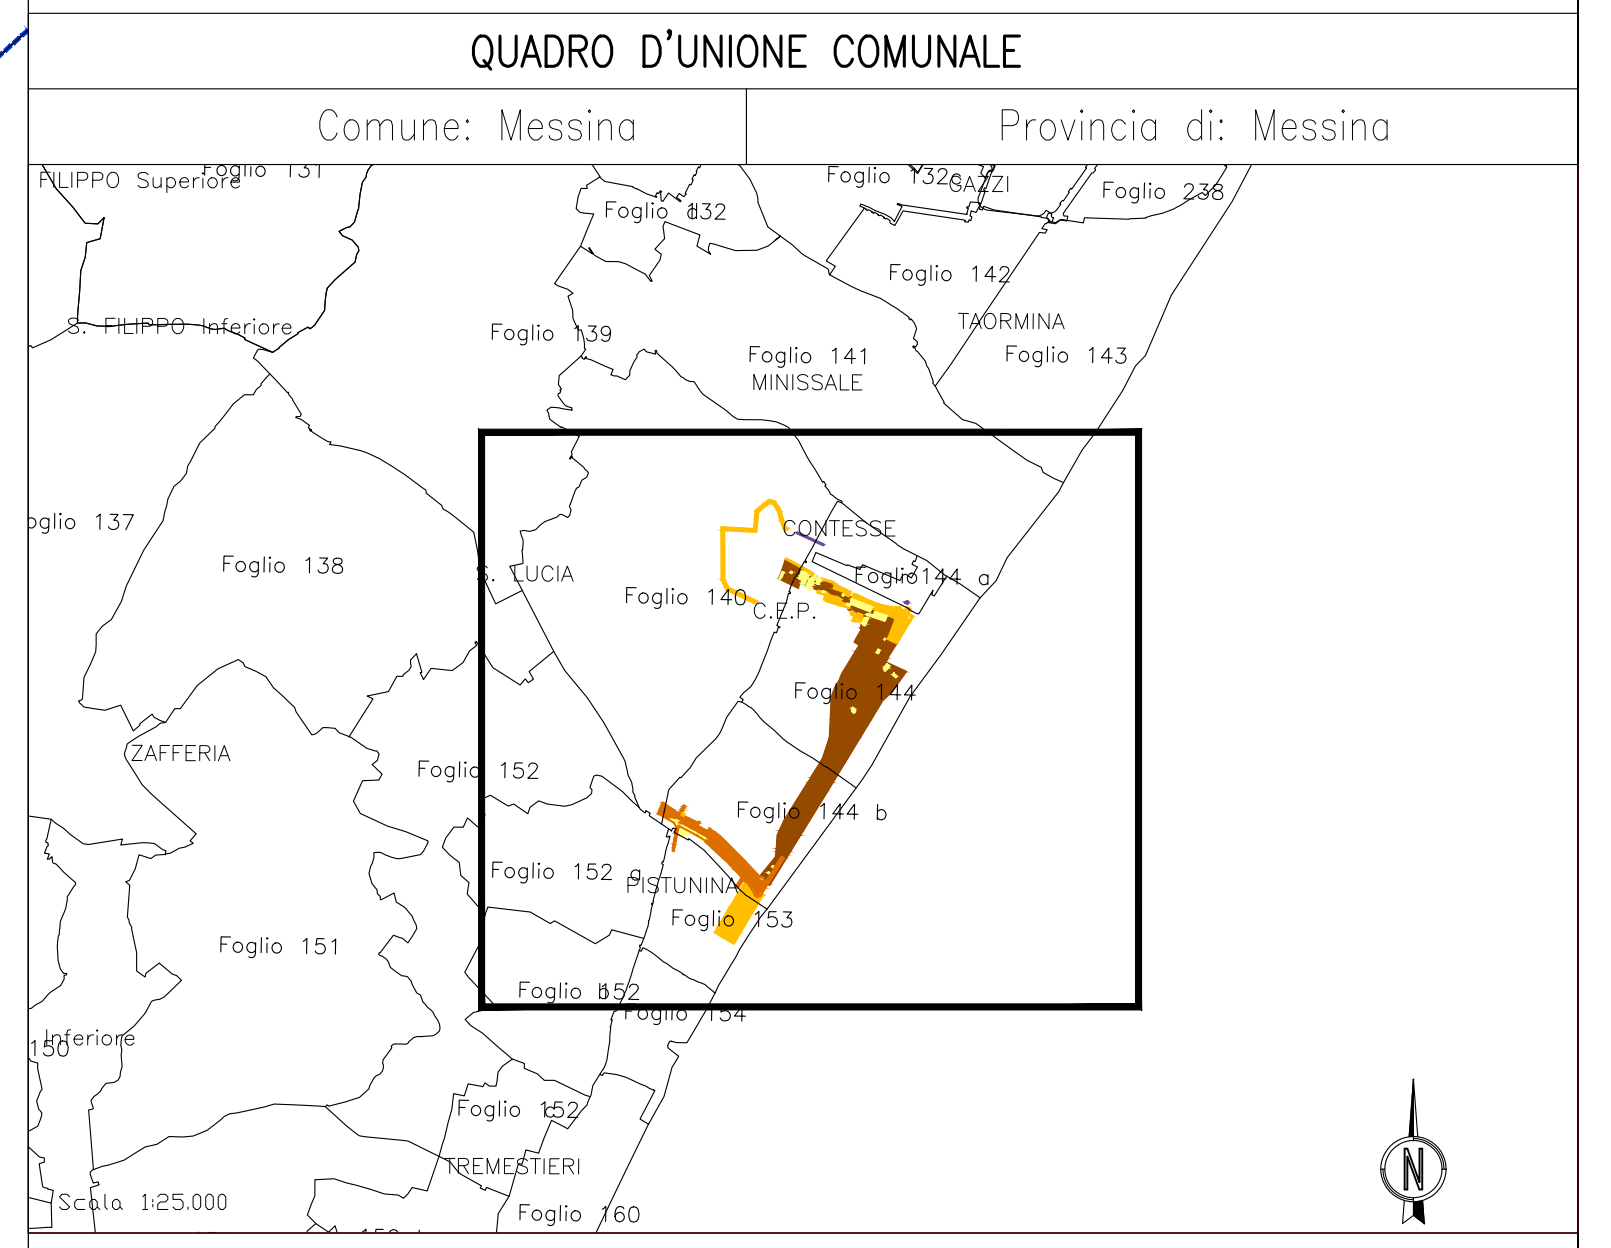 QUADRO D'UNIONE COMUNALE
Comune: Messina
Provincia di: Messina
Foglio 131
FILIPPO Superiore
Foglio 132
d
Foglio 132c
GAZZI
Foglio 238
Foglio 142
S. FILIPPO Inferiore
Foglio 139
TAORMINA
Foglio 141
Foglio 143
MINISSALE
oglio 137
CONTESSE
Foglio 138
S. LUCIA
Foglio 144 a
Foglio 140
C.E.P.
Foglio 144
ZAFFERIA
Foglio 152
Foglio 144 b
Foglio 152 a
PISTUNINA
Foglio 153
Foglio 151
Foglio 152
b
Foglio 154
Inferiore
150
Foglio 152
c
TREMESTIERI
Scala 1:25.000
Foglio 160
N